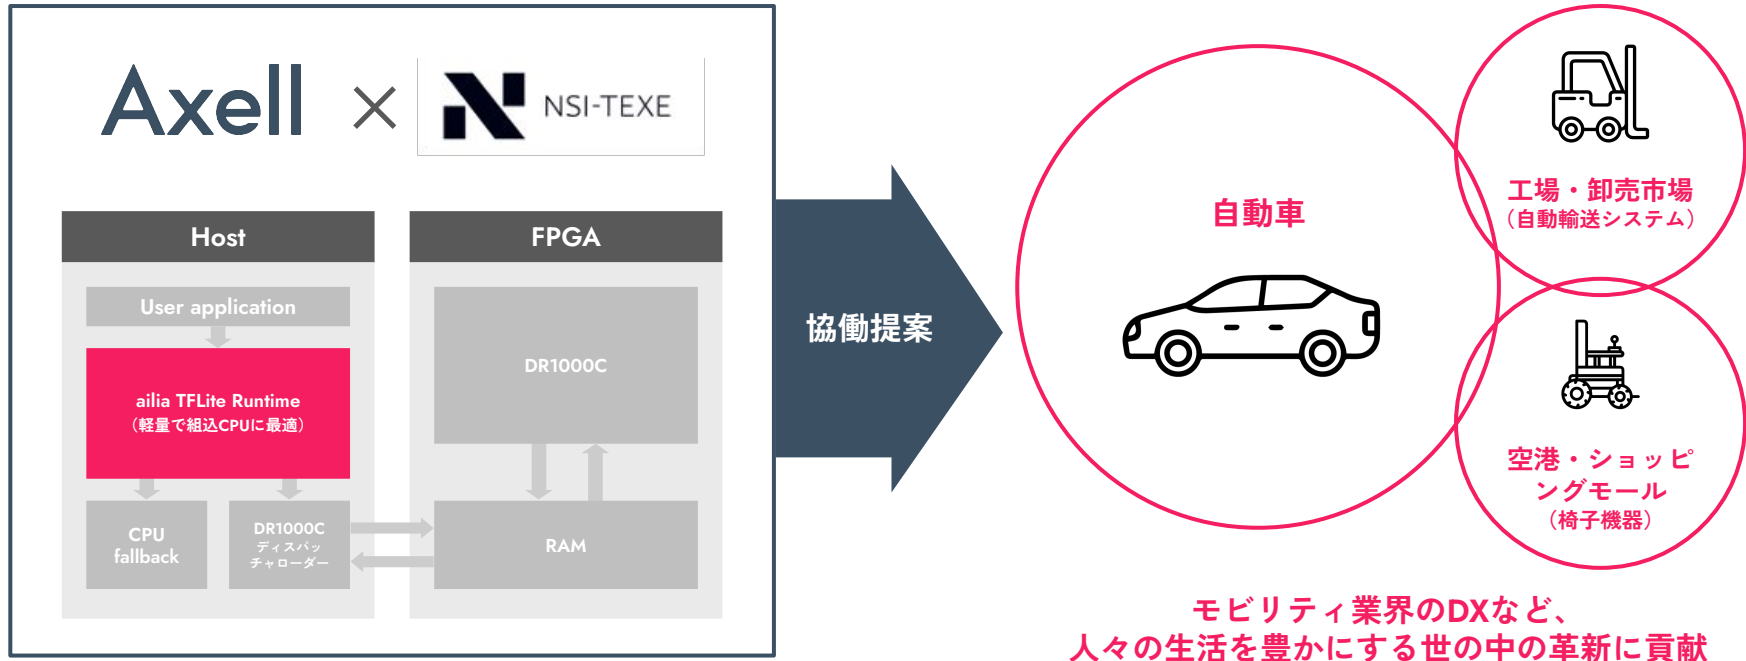 Axell
×
NSI-TEXE
Host
User application
ailia TFLite Runtime
（軽量で組込CPUに最適）
CPU
fallback
DR1000C
ディスパッ
チャローダー
FPGA
DR1000C
RAM
協働提案
自動車
工場・卸売市場
（自動輸送システム）
空港・ショッピ
ングモール
（椅子機器）
モビリティ業界のDXなど、
人々の生活を豊かにする世の中の革新に貢献